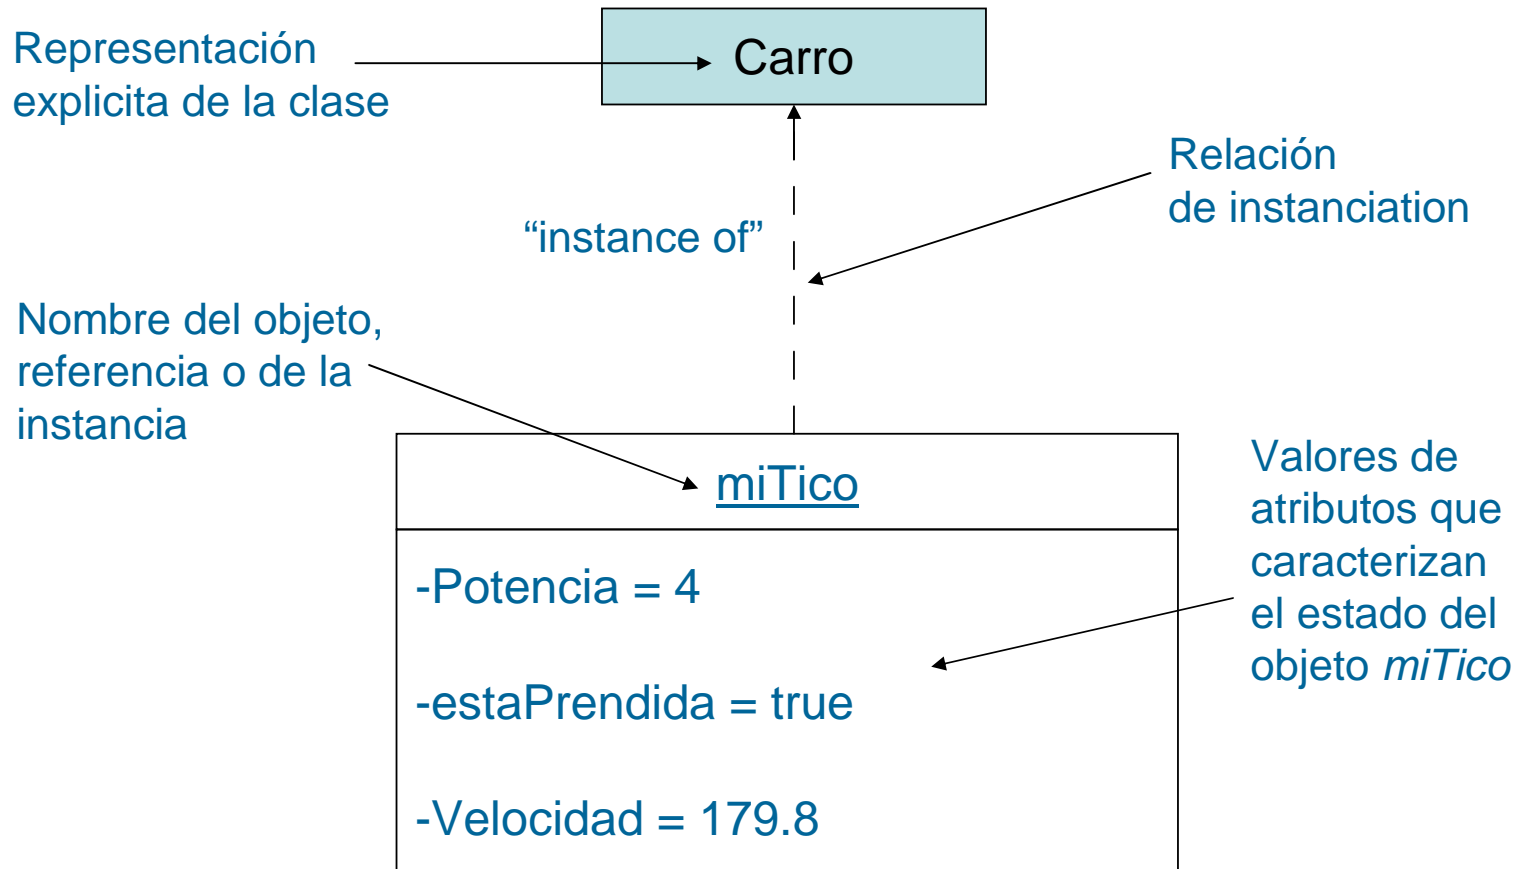 Representación
explicita de la clase
Carro
Relación
de instanciation
“instance of”
Nombre del objeto,
referencia o de la
instancia
miTico
Valores de
atributos que
caracterizan
el estado del
objeto miTico
-Potencia = 4
-estaPrendida = true
-Velocidad = 179.8